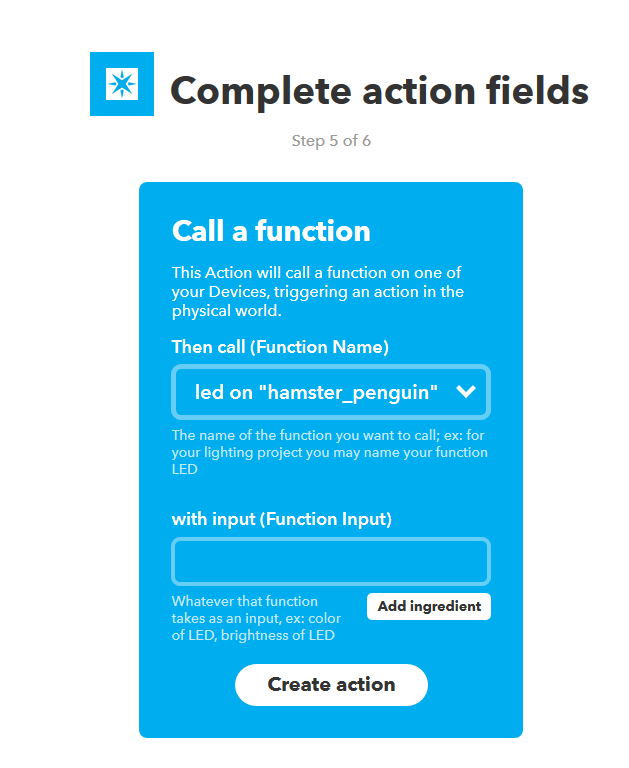 Complete action fields
Step 5 of 6
Call a function
This Action will call a function on one of
your Devices, triggering an action in the
physical world.
Then call (Function Name)
led on "hamster_penguin"
The name of the function you want to call; ex: for
your lighting project you may name your function
LED
with input (Function Input)
Whatever that function
takes as an input, ex: color
of LED, brightness of LED
Add ingredient
Create action